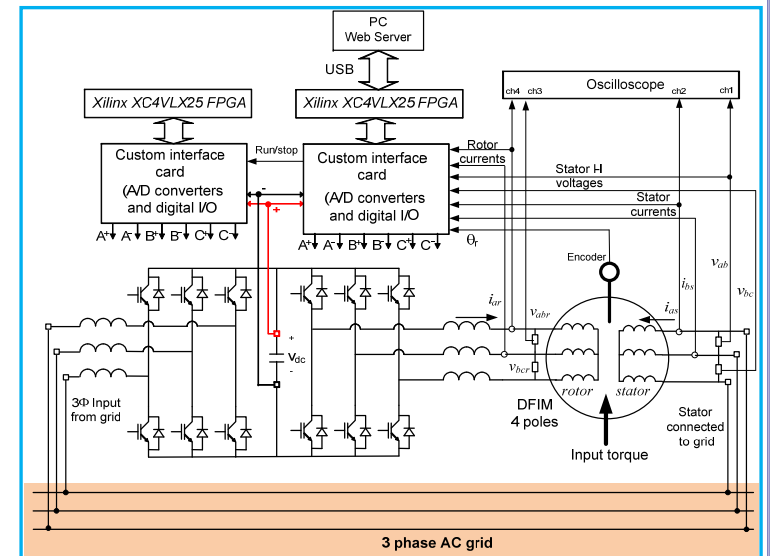 PC
Web Server
USB
Oscilloscope
ch4 ch3 ch2 ch1
Xilinx XC4VLX25 FPGA
Xilinx XC4VLX25 FPGA
Run/stop
Rotor
currents
Custom interface
card
(A/D converters
and digital I/O
Custom interface
card
(A/D converters
and digital I/O
-
+
Stator H
voltages
Stator
currents
θr
A+ A- B+ B- C+ C-
A+ A- B+ B- C+ C-
Encoder
vab
ibs
vbc
iar
vabr
ias
+
Vdc
-
vbcr
rotor
stator
3Φ Input
from grid
DFIM
4 poles
Stator
connected
to grid
Input torque
3 phase AC grid